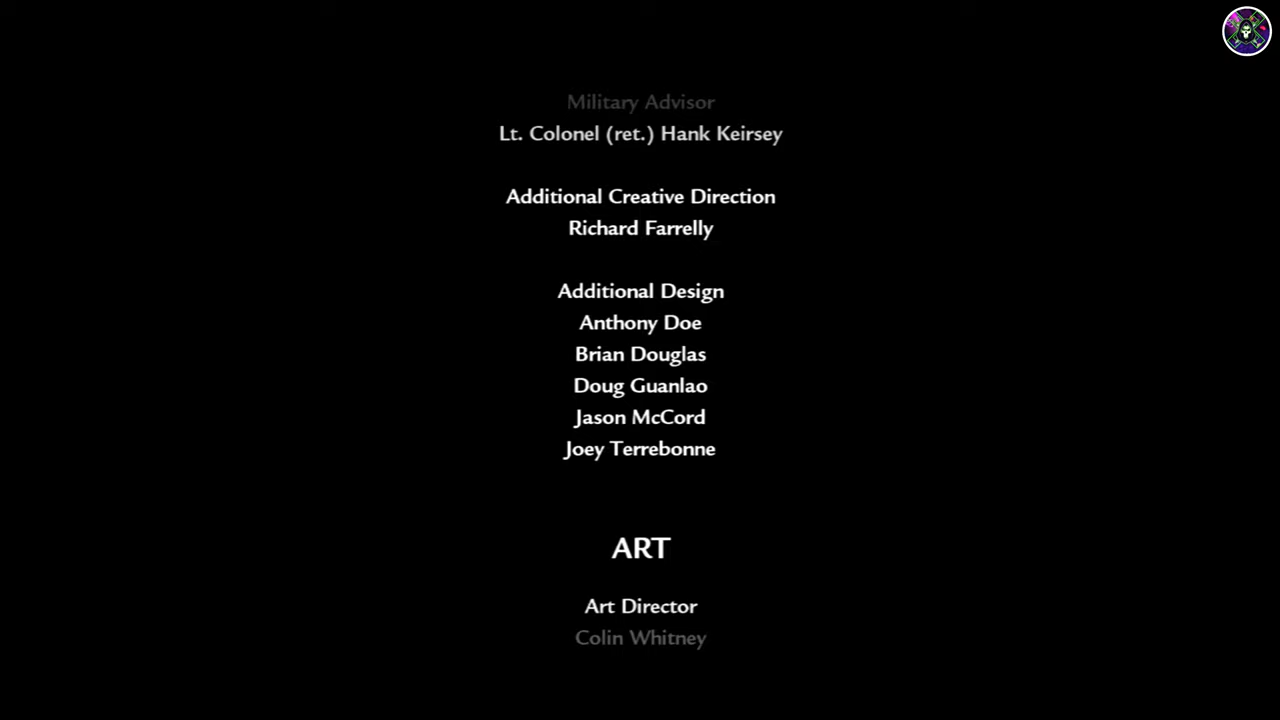 Military Advisor
Lt. Colonel (ret.) Hank Keirsey
Additional Creative Direction
Richard Farrelly
Additional Design
Anthony Doe
Brian Douglas
Doug Guanlao
Jason McCord
Joey Terrebonne
ART
Art Director
Colin Whitney